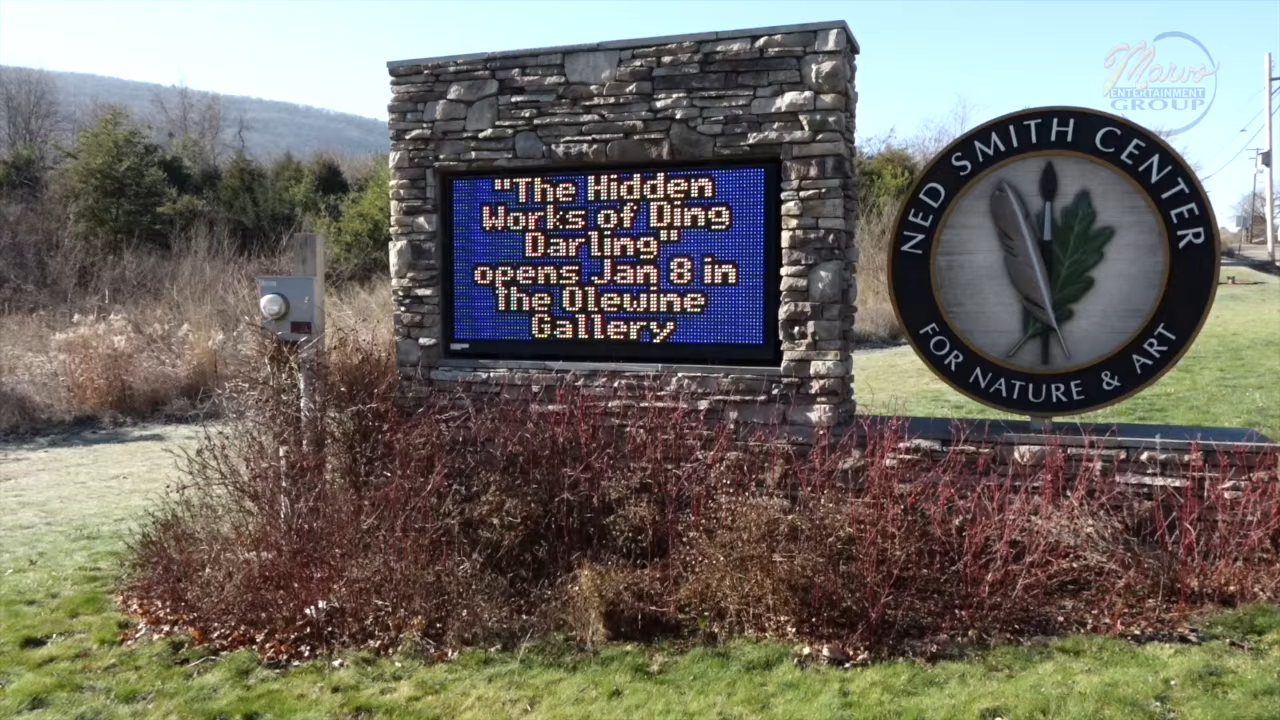 "The Hidden
Works of Ding
Darling"
opens Jan 8 in
the Olewine
Gallery
NED SMITH CENTER
FOR NATURE & ART
Mavo
ENTERTAINMENT
GROUP